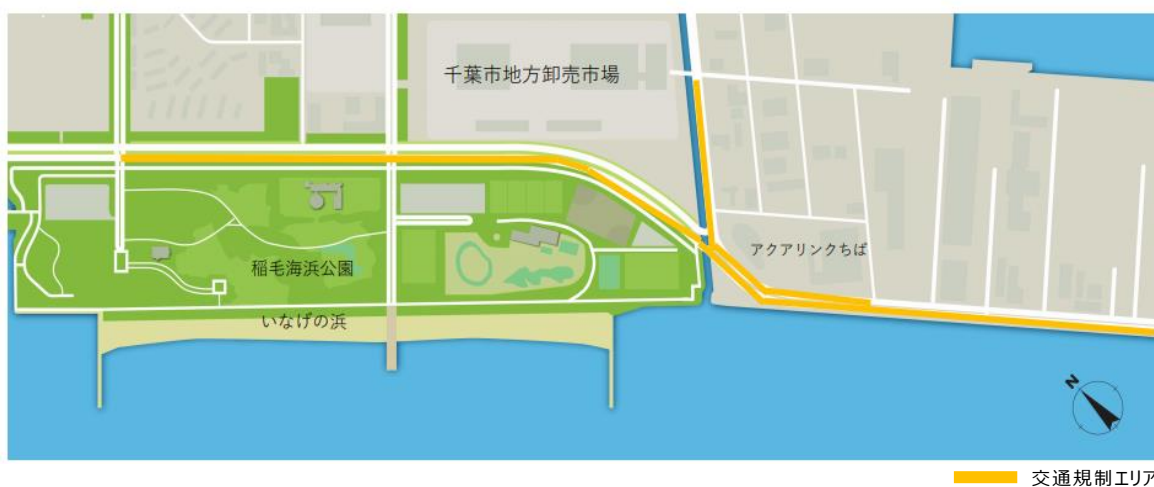 千葉市地方卸売市場
アクアリンクちば
稲毛海浜公園
いなげの浜
N
交通規制エリア